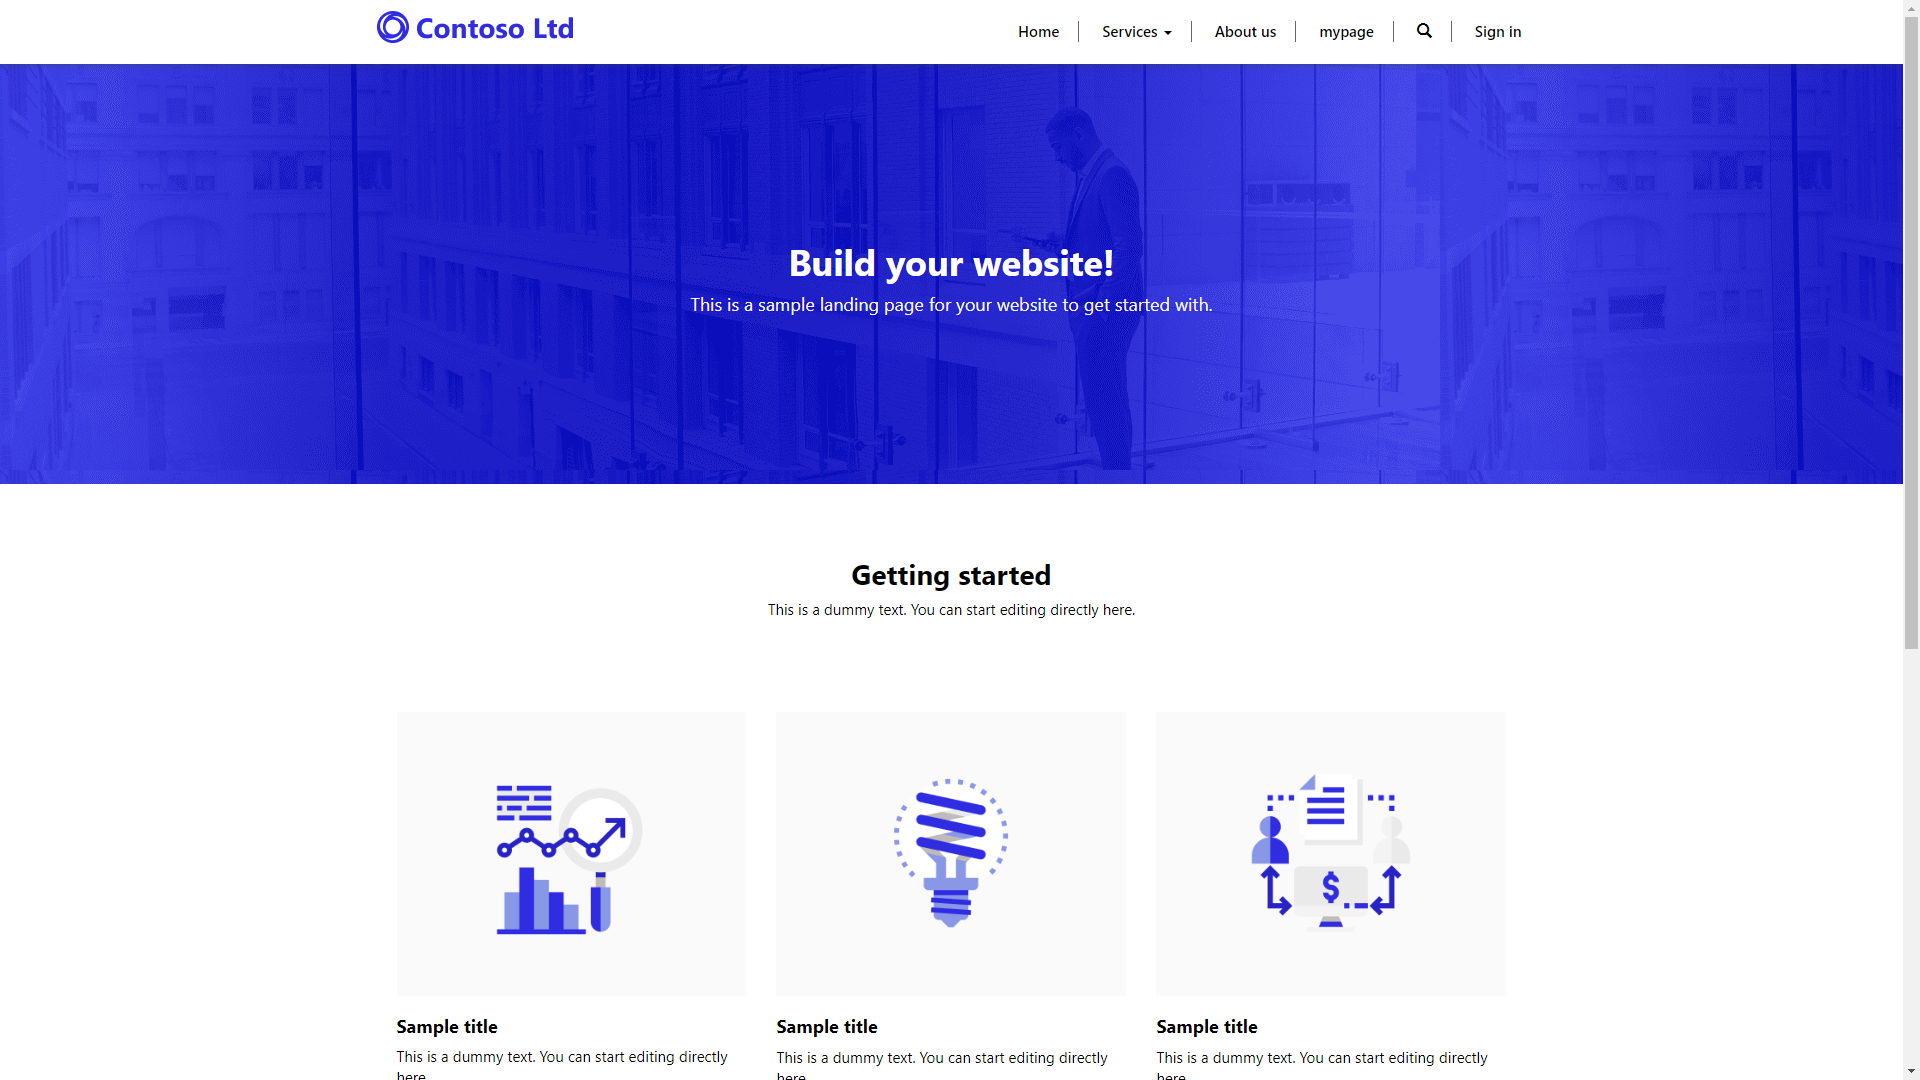 Contoso Ltd
Home
Services
About us
mypage
Sign in
Build your website!
This is a sample landing page for your website to get started with.
Getting started
This is a dummy text. You can start editing directly here.
$
Sample title
This is a dummy text. You can start editing directly
here.
Sample title
This is a dummy text. You can start editing directly
here.
Sample title
This is a dummy text. You can start editing directly
here.